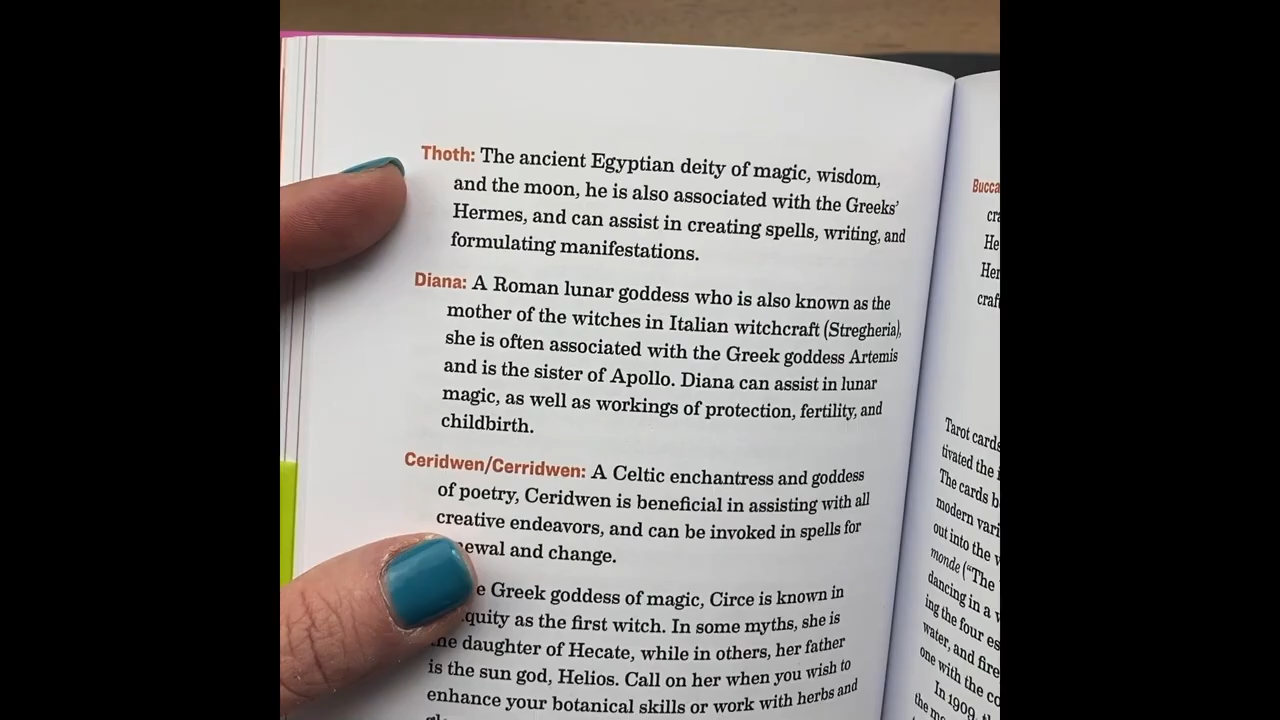 Thoth: The ancient Egyptian deity of magic, wisdom,
and the moon, he is also associated with the Greeks'
Hermes, and can assist in creating spells, writing, and
formulating manifestations.
Diana: A Roman lunar goddess who is also known as the
mother of the witches in Italian witchcraft (Stregheria),
she is often associated with the Greek goddess Artemis
and is the sister of Apollo. Diana can assist in lunar
magic, as well as workings of protection, fertility, and
childbirth.
Ceridwen/Cerridwen: A Celtic enchantress and goddess
of poetry, Ceridwen is beneficial in assisting with all
creative endeavors, and can be invoked in spells for
and change.
Greek goddess of magic, Circe is known in
as the first witch. In some myths, she is
daughter of Hecate, while in others, her father
is the sun god, Helios. Call on her when you wish to
enhance your botanical skills or work with herbs and
Tarot cards
tivated the
The cards
modern
out into the
monde ("The
dancing in a
ing the four
water, and fire
one with the
In 1909,
the